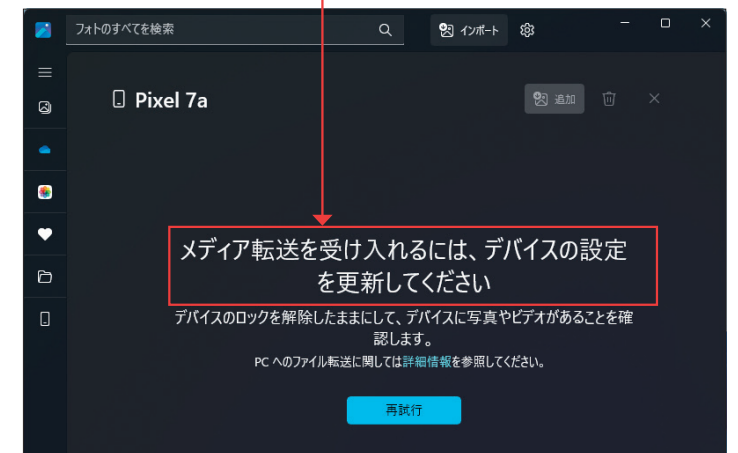 フォトのすべてを検索
インポート
Pixel 7a
追加
メディア転送を受け入れるには、デバイスの設定
を更新してください
デバイスのロックを解除したままにして、デバイスに写真やビデオがあることを確
認します。
PC へのファイル転送に関しては詳細情報を参照してください。
再試行